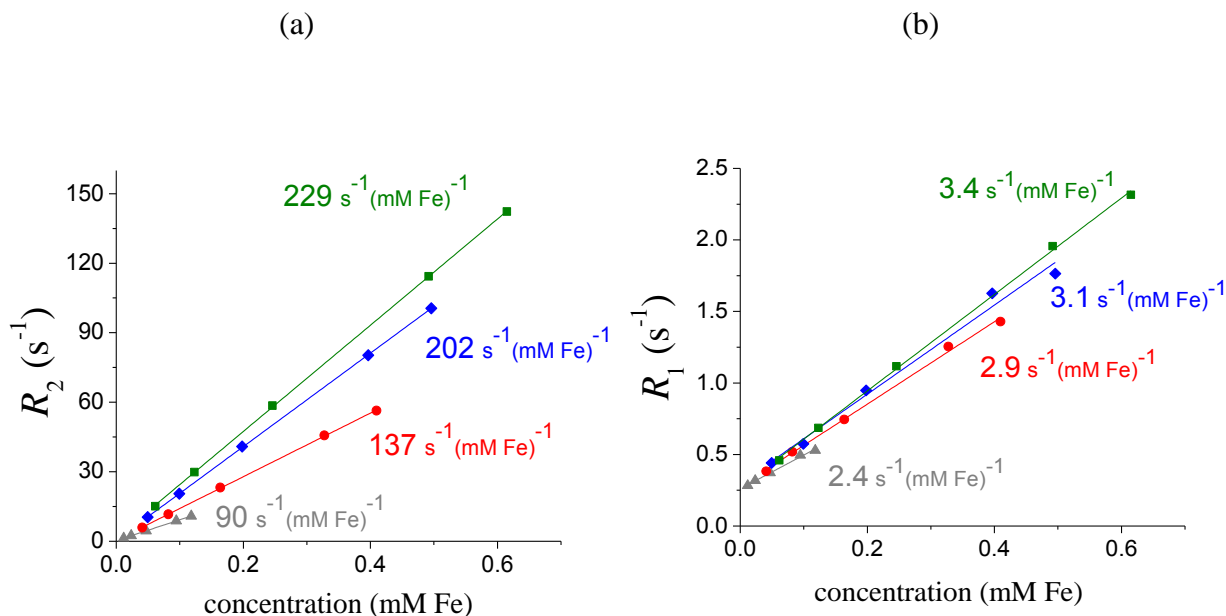 (a)
(b)
R₂ (s⁻¹)
150
120
90
60
30
0
229 s⁻¹(mM Fe)⁻¹
202 s⁻¹(mM Fe)⁻¹
137 s⁻¹(mM Fe)⁻¹
90 s⁻¹(mM Fe)⁻¹
0.0 0.2 0.4 0.6
concentration (mM Fe)
R₁ (s⁻¹)
2.5
2.0
1.5
1.0
0.5
0.0
3.4 s⁻¹(mM Fe)⁻¹
3.1 s⁻¹(mM Fe)⁻¹
2.9 s⁻¹(mM Fe)⁻¹
2.4 s⁻¹(mM Fe)⁻¹
0.0 0.2 0.4 0.6
concentration (mM Fe)